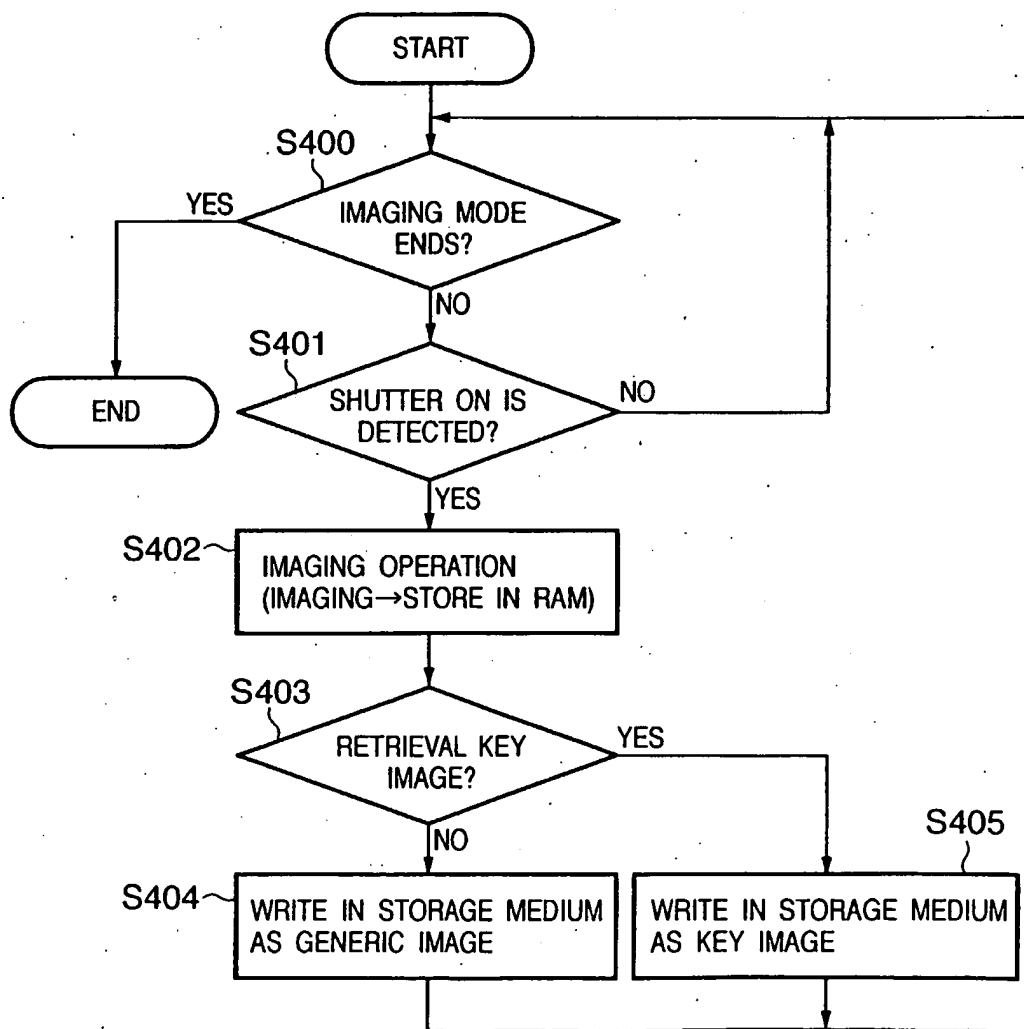 START
S400
YES
IMAGING MODE
ENDS?
NO
S401
END
SHUTTER ON IS
DETECTED?
NO
YES
S402
IMAGING OPERATION
(IMAGING→STORE IN RAM)
S403
RETRIEVAL KEY
IMAGE?
YES
NO
S405
S404
WRITE IN STORAGE MEDIUM
AS GENERIC IMAGE
WRITE IN STORAGE MEDIUM
AS KEY IMAGE